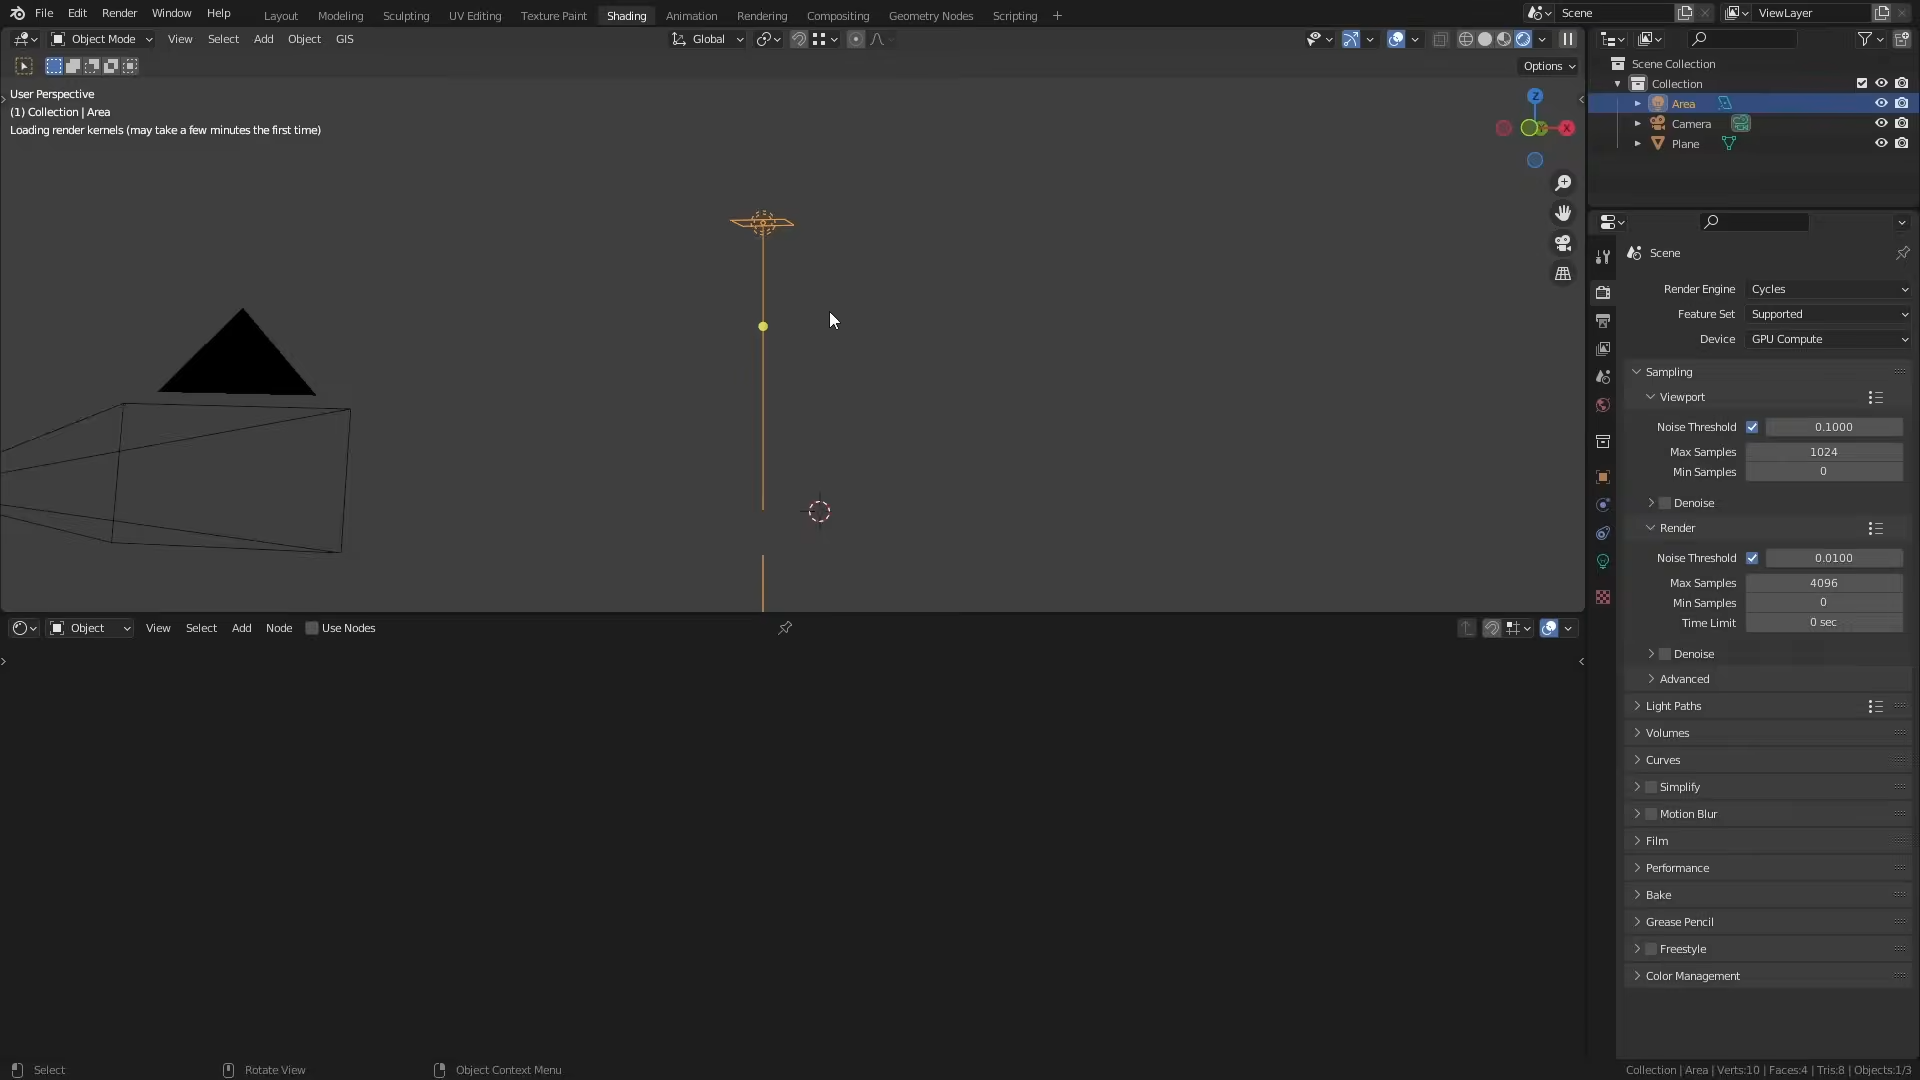 File Edit Render Window Help Layout Modeling Sculpting UV Editing Texture Paint Shading Animation Rendering Compositing Geometry Nodes Scripting + Scene ViewLayer
Object Mode View Select Add Object GIS Global
Options
User Perspective
(1) Collection | Area
Loading render kernels (may take a few minutes the first time)
Z
X
Scene Collection
Collection
Area
Camera
Plane
Scene
Render Engine Cycles
Feature Set Supported
Device GPU Compute
Sampling
Viewport
Noise Threshold 0.1000
Max Samples 1024
Min Samples 0
Denoise
Render
Noise Threshold 0.0100
Max Samples 4096
Min Samples 0
Time Limit 0 sec
Denoise
Advanced
Light Paths
Volumes
Curves
Simplify
Motion Blur
Film
Performance
Bake
Grease Pencil
Freestyle
Color Management
Object View Select Add Node Use Nodes
Select Rotate View Object Context Menu Collection | Area | Verts:10 | Faces:4 | Tris:8 | Objects:1/3